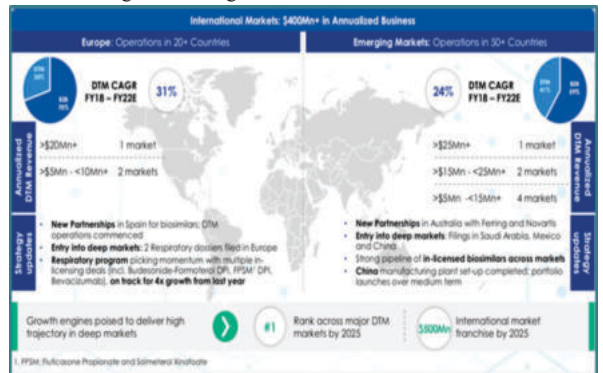 International Markets: $400Mn+ in Annualized Business
Europe: Operations in 20+ Countries
Emerging Markets: Operations in 50+ Countries
DTM
30%
B2B
70%
DTM CAGR
FY18 – FY22E
31%
24%
DTM CAGR
FY18 – FY22E
DTM
41%
B2B
59%
Annualized
DTM Revenue
>$20Mn+ 1 market
>$5Mn - <10Mn+ 2 markets
>$25Mn+ 1 market
>$15Mn - <25Mn+ 2 markets
>$5Mn -<15Mn+ 4 markets
Annualized
DTM Revenue
Strategy
updates
• New Partnerships in Spain for biosimilars; DTM
operations commenced
• Entry into deep markets: 2 Respiratory dossiers filed in Europe
• Respiratory program picking momentum with multiple in-
licensing deals (incl. Budesonide-Formoterol DPI, FPSM¹ DPI,
Bevacizumab), on track for 4x growth from last year
• New Partnerships in Australia with Ferring and Novartis
• Entry into deep markets: Filings in Saudi Arabia, Mexico
and China
• Strong pipeline of in-licensed biosimilars across markets
• China manufacturing plant set-up completed; portfolio
launches over medium term
Strategy
updates
Growth engines poised to deliver high
trajectory in deep markets
#1
Rank across major DTM
markets by 2025
$500Mn
International market
franchise by 2025
1. FPSM: Fluticasone Propionate and Salmeterol Xinafoate